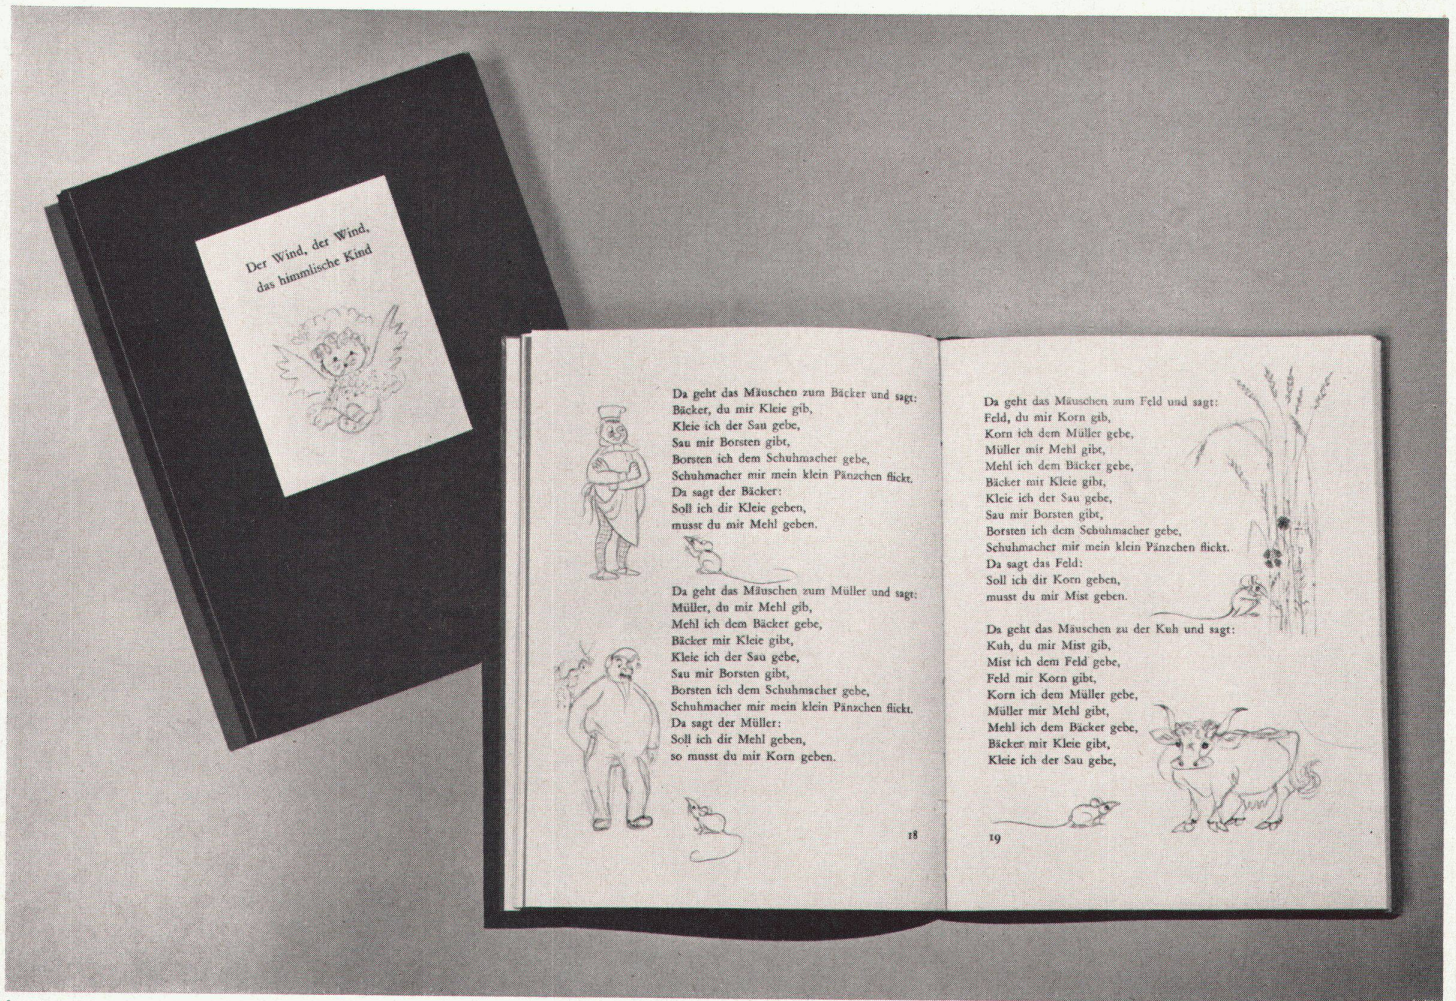 Der Wind, der Wind,
das himmlische Kind
Da geht das Mäuschen zum Bäcker und sagt:
Bäcker, du mir Kleie gib,
Kleie ich der Sau gebe,
Sau mir Borsten gibt,
Borsten ich dem Schuhmacher gebe,
Schuhmacher mir mein klein Pänzchen flickt.
Da sagt der Bäcker:
Soll ich dir Kleie geben,
musst du mir Mehl geben.
Da geht das Mäuschen zum Müller und sagt:
Müller, du mir Mehl gib,
Mehl ich dem Bäcker gebe,
Bäcker mir Kleie gibt,
Kleie ich der Sau gebe,
Sau mir Borsten gibt,
Borsten ich dem Schuhmacher gebe,
Schuhmacher mir mein klein Pänzchen flickt.
Da sagt der Müller:
Soll ich dir Mehl geben,
so musst du mir Korn geben.
18
Da geht das Mäuschen zum Feld und sagt:
Feld, du mir Korn gib,
Korn ich dem Müller gebe,
Müller mir Mehl gibt,
Mehl ich dem Bäcker gebe,
Bäcker mir Kleie gibt,
Kleie ich der Sau gebe,
Sau mir Borsten gibt,
Borsten ich dem Schuhmacher gebe,
Schuhmacher mir mein klein Pänzchen flickt.
Da sagt das Feld:
Soll ich dir Korn geben,
musst du mir Mist geben.
Da geht das Mäuschen zu der Kuh und sagt:
Kuh, du mir Mist gib,
Mist ich dem Feld gebe,
Feld mir Korn gibt,
Korn ich dem Müller gebe,
Müller mir Mehl gibt,
Mehl ich dem Bäcker gebe,
Bäcker mir Kleie gibt,
Kleie ich der Sau gebe,
19